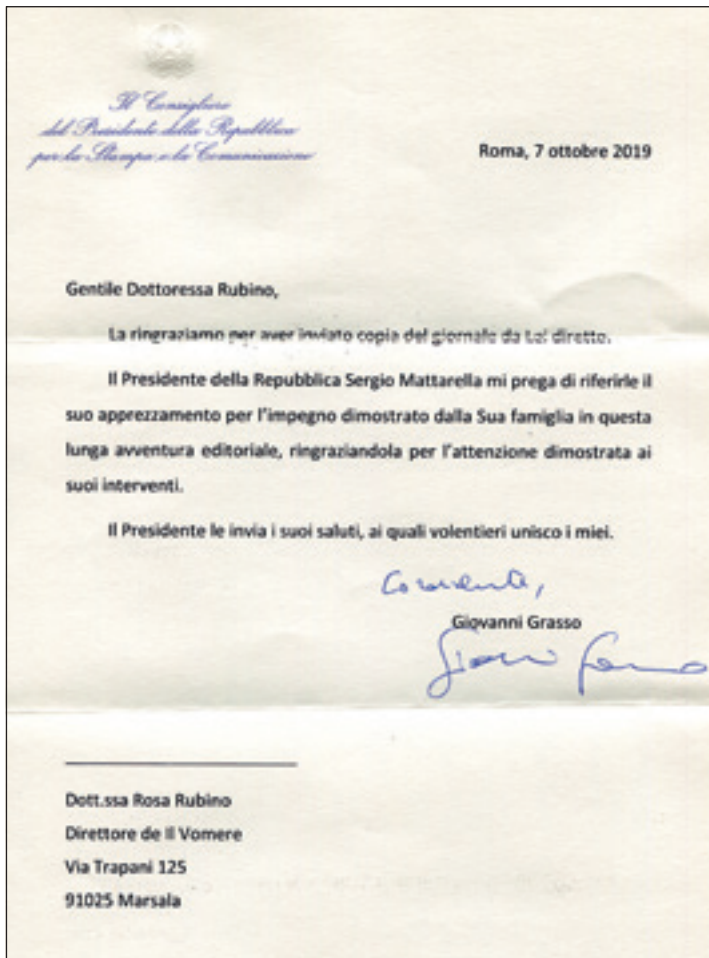 Il Consigliere
del Presidente della Repubblica
per la Stampa e la Comunicazione
Roma, 7 ottobre 2019
Gentile Dottoressa Rubino,
La ringraziamo per aver inviato copia del giornale da Lei diretto.
Il Presidente della Repubblica Sergio Mattarella mi prega di riferirle il
suo apprezzamento per l'impegno dimostrato dalla Sua famiglia in questa
lunga avventura editoriale, ringraziandola per l'attenzione dimostrata ai
suoi interventi.
Il Presidente le invia i suoi saluti, ai quali volentieri unisco i miei.
Giovanni Grasso
Dott.ssa Rosa Rubino
Direttore de Il Vomere
Via Trapani 125
91025 Marsala